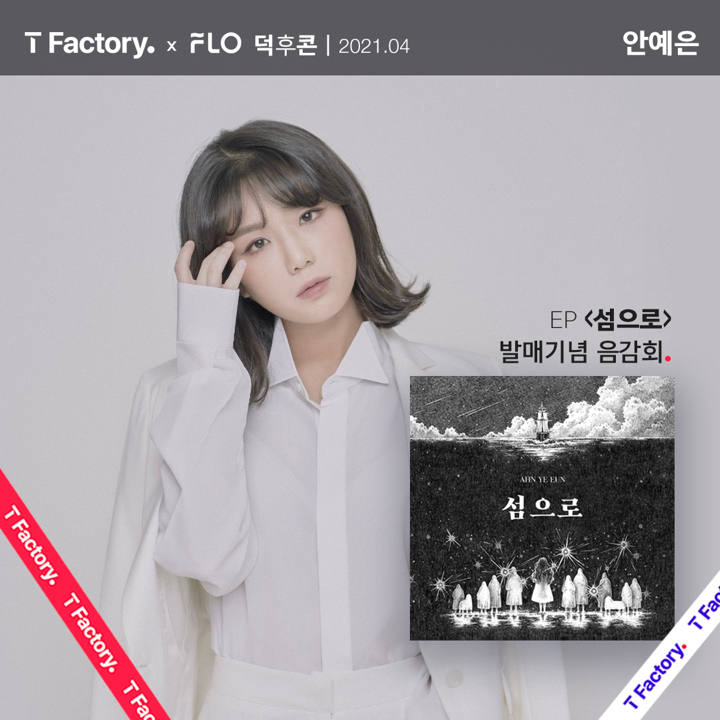 T Factory. x FLO 덕후콘 | 2021.04
안예은
EP <섬으로>
발매기념 음감회.
AHN YE EUN
섬으로
T Factory. T Factory. T Fac
T Factory. T Fac